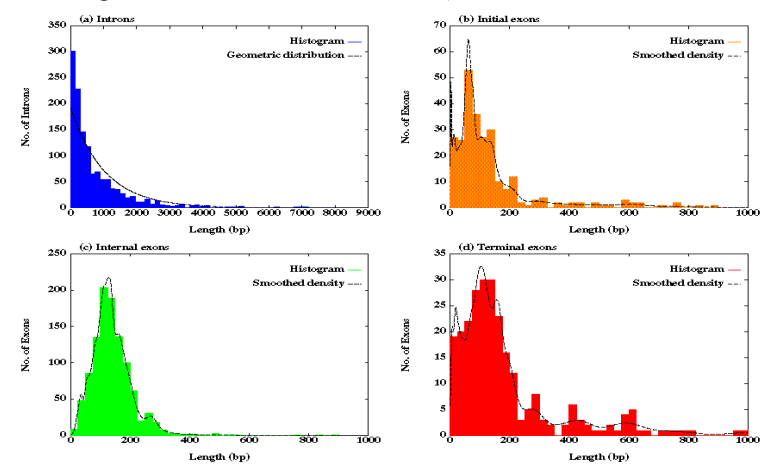 (a) Introns
350
300
250
200
150
100
50
0
No. of Introns
Histogram
Geometric distribution
0 1000 2000 3000 4000 5000 6000 7000 8000 9000
Length (bp)
(b) Initial exons
70
60
50
40
30
20
10
0
No. of Exons
Histogram
Smoothed density
0 200 400 600 800 1000
Length (bp)
(c) Internal exons
250
200
150
100
50
0
No. of Exons
Histogram
Smoothed density
0 200 400 600 800 1000
Length (bp)
(d) Terminal exons
35
30
25
20
15
10
5
0
No. of Exons
Histogram
Smoothed density
0 200 400 600 800 1000
Length (bp)